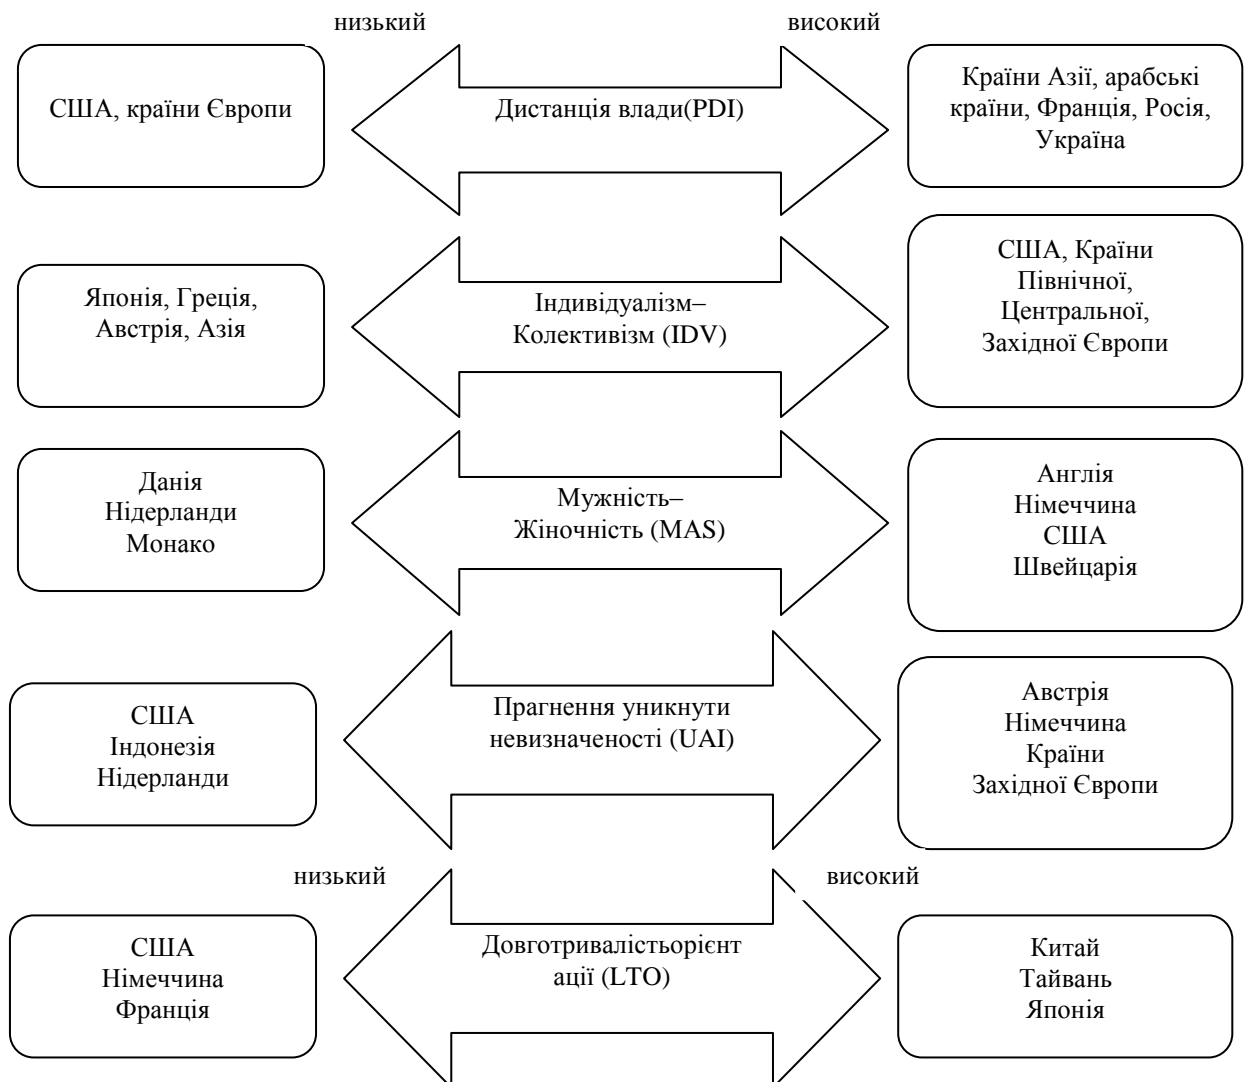 низький
високий
США, країни Європи
Дистанція влади(PDI)
Країни Азії, арабські
країни, Франція, Росія,
Україна
Японія, Греція,
Австрія, Азія
Індивідуалізм–
Колективізм (IDV)
США, Країни
Північної,
Центральної,
Західної Європи
Данія
Нідерланди
Монако
Мужність–
Жіночність (MAS)
Англія
Німеччина
США
Швейцарія
США
Індонезія
Нідерланди
Прагнення уникнути
невизначеності (UAI)
Австрія
Німеччина
Країни
Західної Європи
низький
високий
США
Німеччина
Франція
Довготривалістьорієнт
ації (LTO)
Китай
Тайвань
Японія